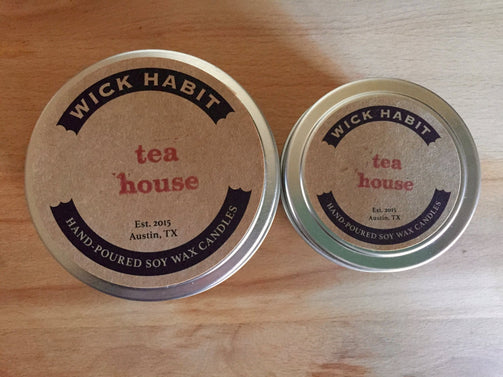 WICK HABIT
tea
house
Est. 2015
Austin, TX
HAND-POURED SOY WAX CANDLES
WICK HABIT
tea
house
Est. 2015
Austin, TX
HAND-POURED SOY WAX CANDLES